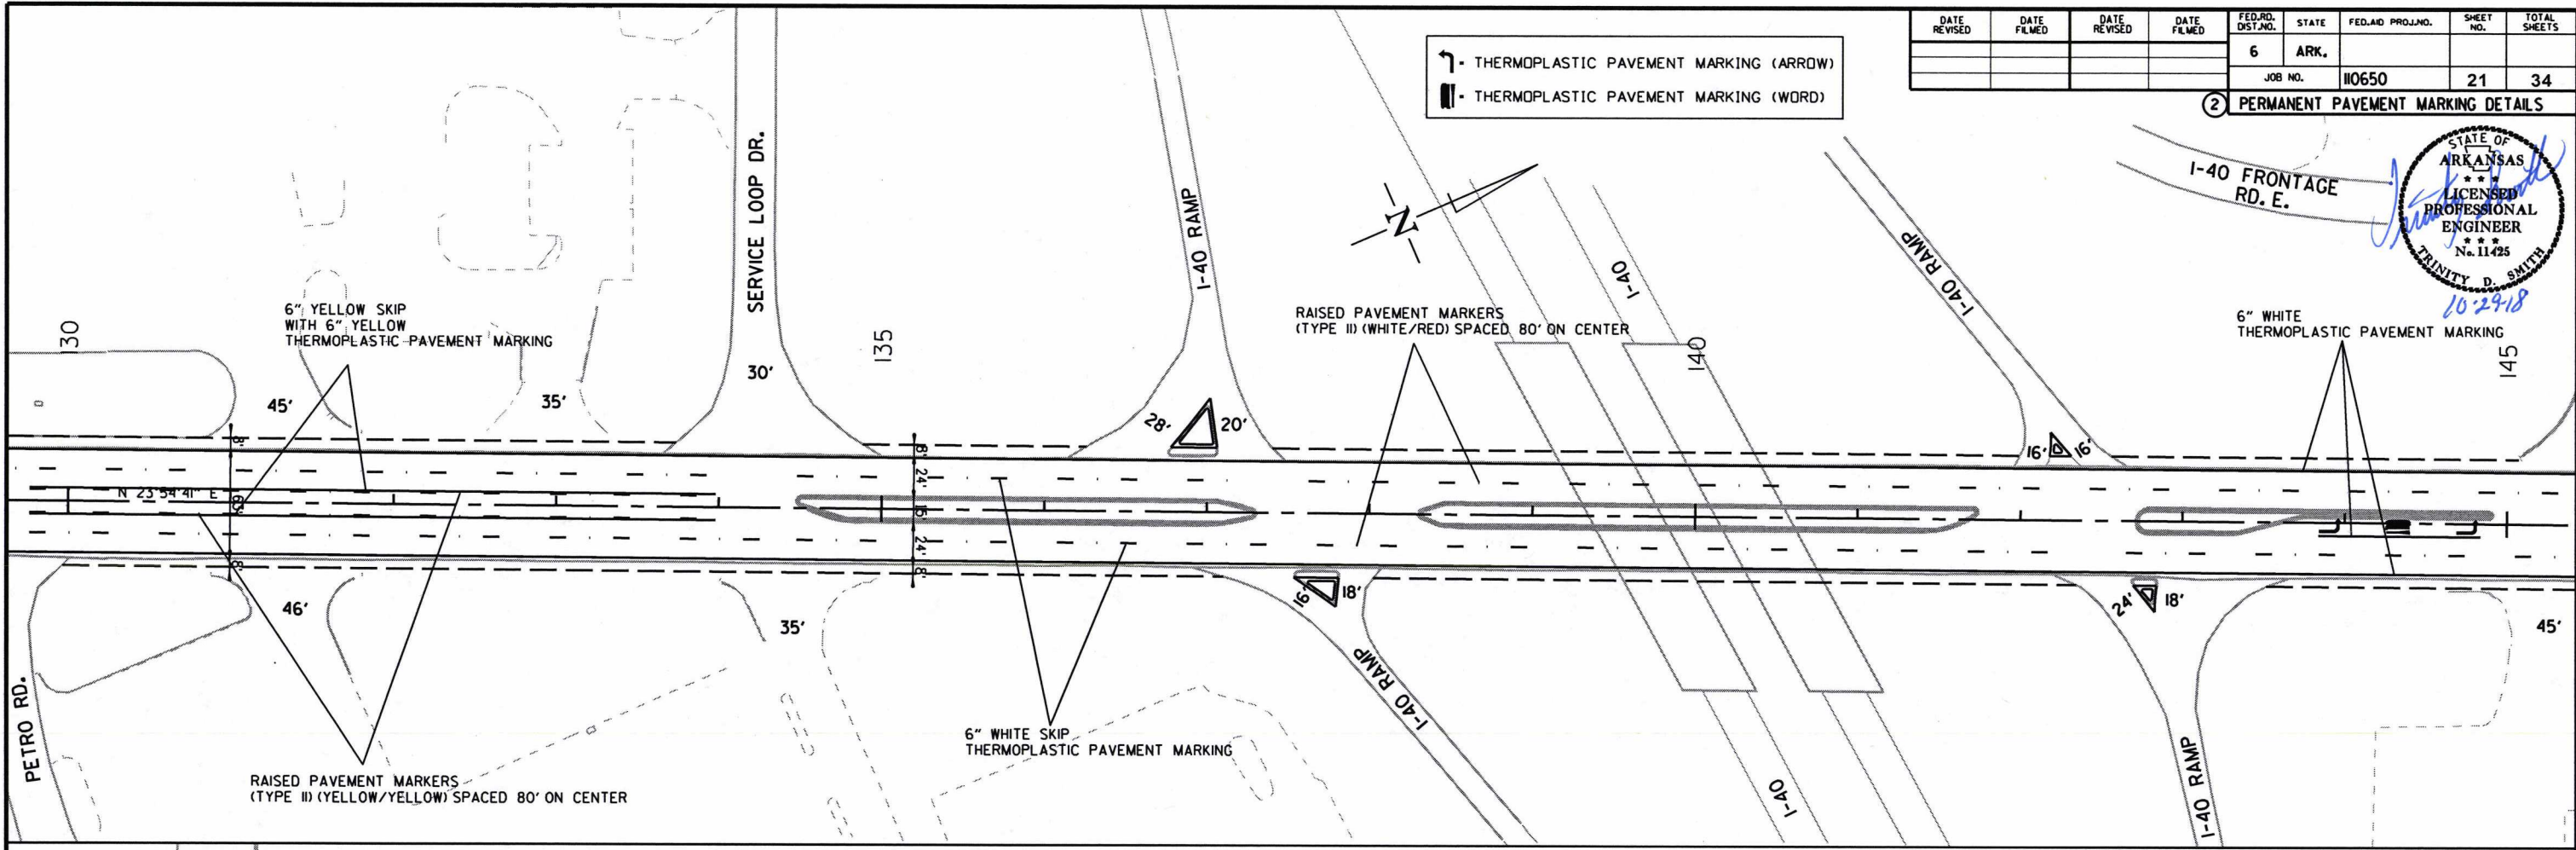 DATE REVISED
DATE FILMED
DATE REVISED
DATE FILMED
FED.RD. DIST.NO.
STATE
FED.AID PROJ.NO.
SHEET NO.
TOTAL SHEETS
6
ARK.
JOB NO.
110650
21
34
2
PERMANENT PAVEMENT MARKING DETAILS
- THERMOPLASTIC PAVEMENT MARKING (ARROW)
- THERMOPLASTIC PAVEMENT MARKING (WORD)
STATE OF
ARKANSAS
★ ★ ★
LICENSED
PROFESSIONAL
ENGINEER
★ ★ ★
No. 11425
TRINITY D. SMITH
10-29-18
I-40 FRONTAGE
RD. E.
SERVICE LOOP DR.
I-40 RAMP
N
I-40
I-40 RAMP
6" YELLOW SKIP
WITH 6" YELLOW
THERMOPLASTIC PAVEMENT MARKING
RAISED PAVEMENT MARKERS
(TYPE II) (WHITE/RED) SPACED 80' ON CENTER
6" WHITE
THERMOPLASTIC PAVEMENT MARKING
130
135
140
145
45'
35'
30'
28'
20'
16'
16'
8'
8'
24'
N 23°54'41" E
63'
15'
24'
8'
8'
46'
35'
16'
18'
24'
18'
45'
PETRO RD.
I-40 RAMP
I-40
I-40 RAMP
6" WHITE SKIP
THERMOPLASTIC PAVEMENT MARKING
RAISED PAVEMENT MARKERS
(TYPE II) (YELLOW/YELLOW) SPACED 80' ON CENTER